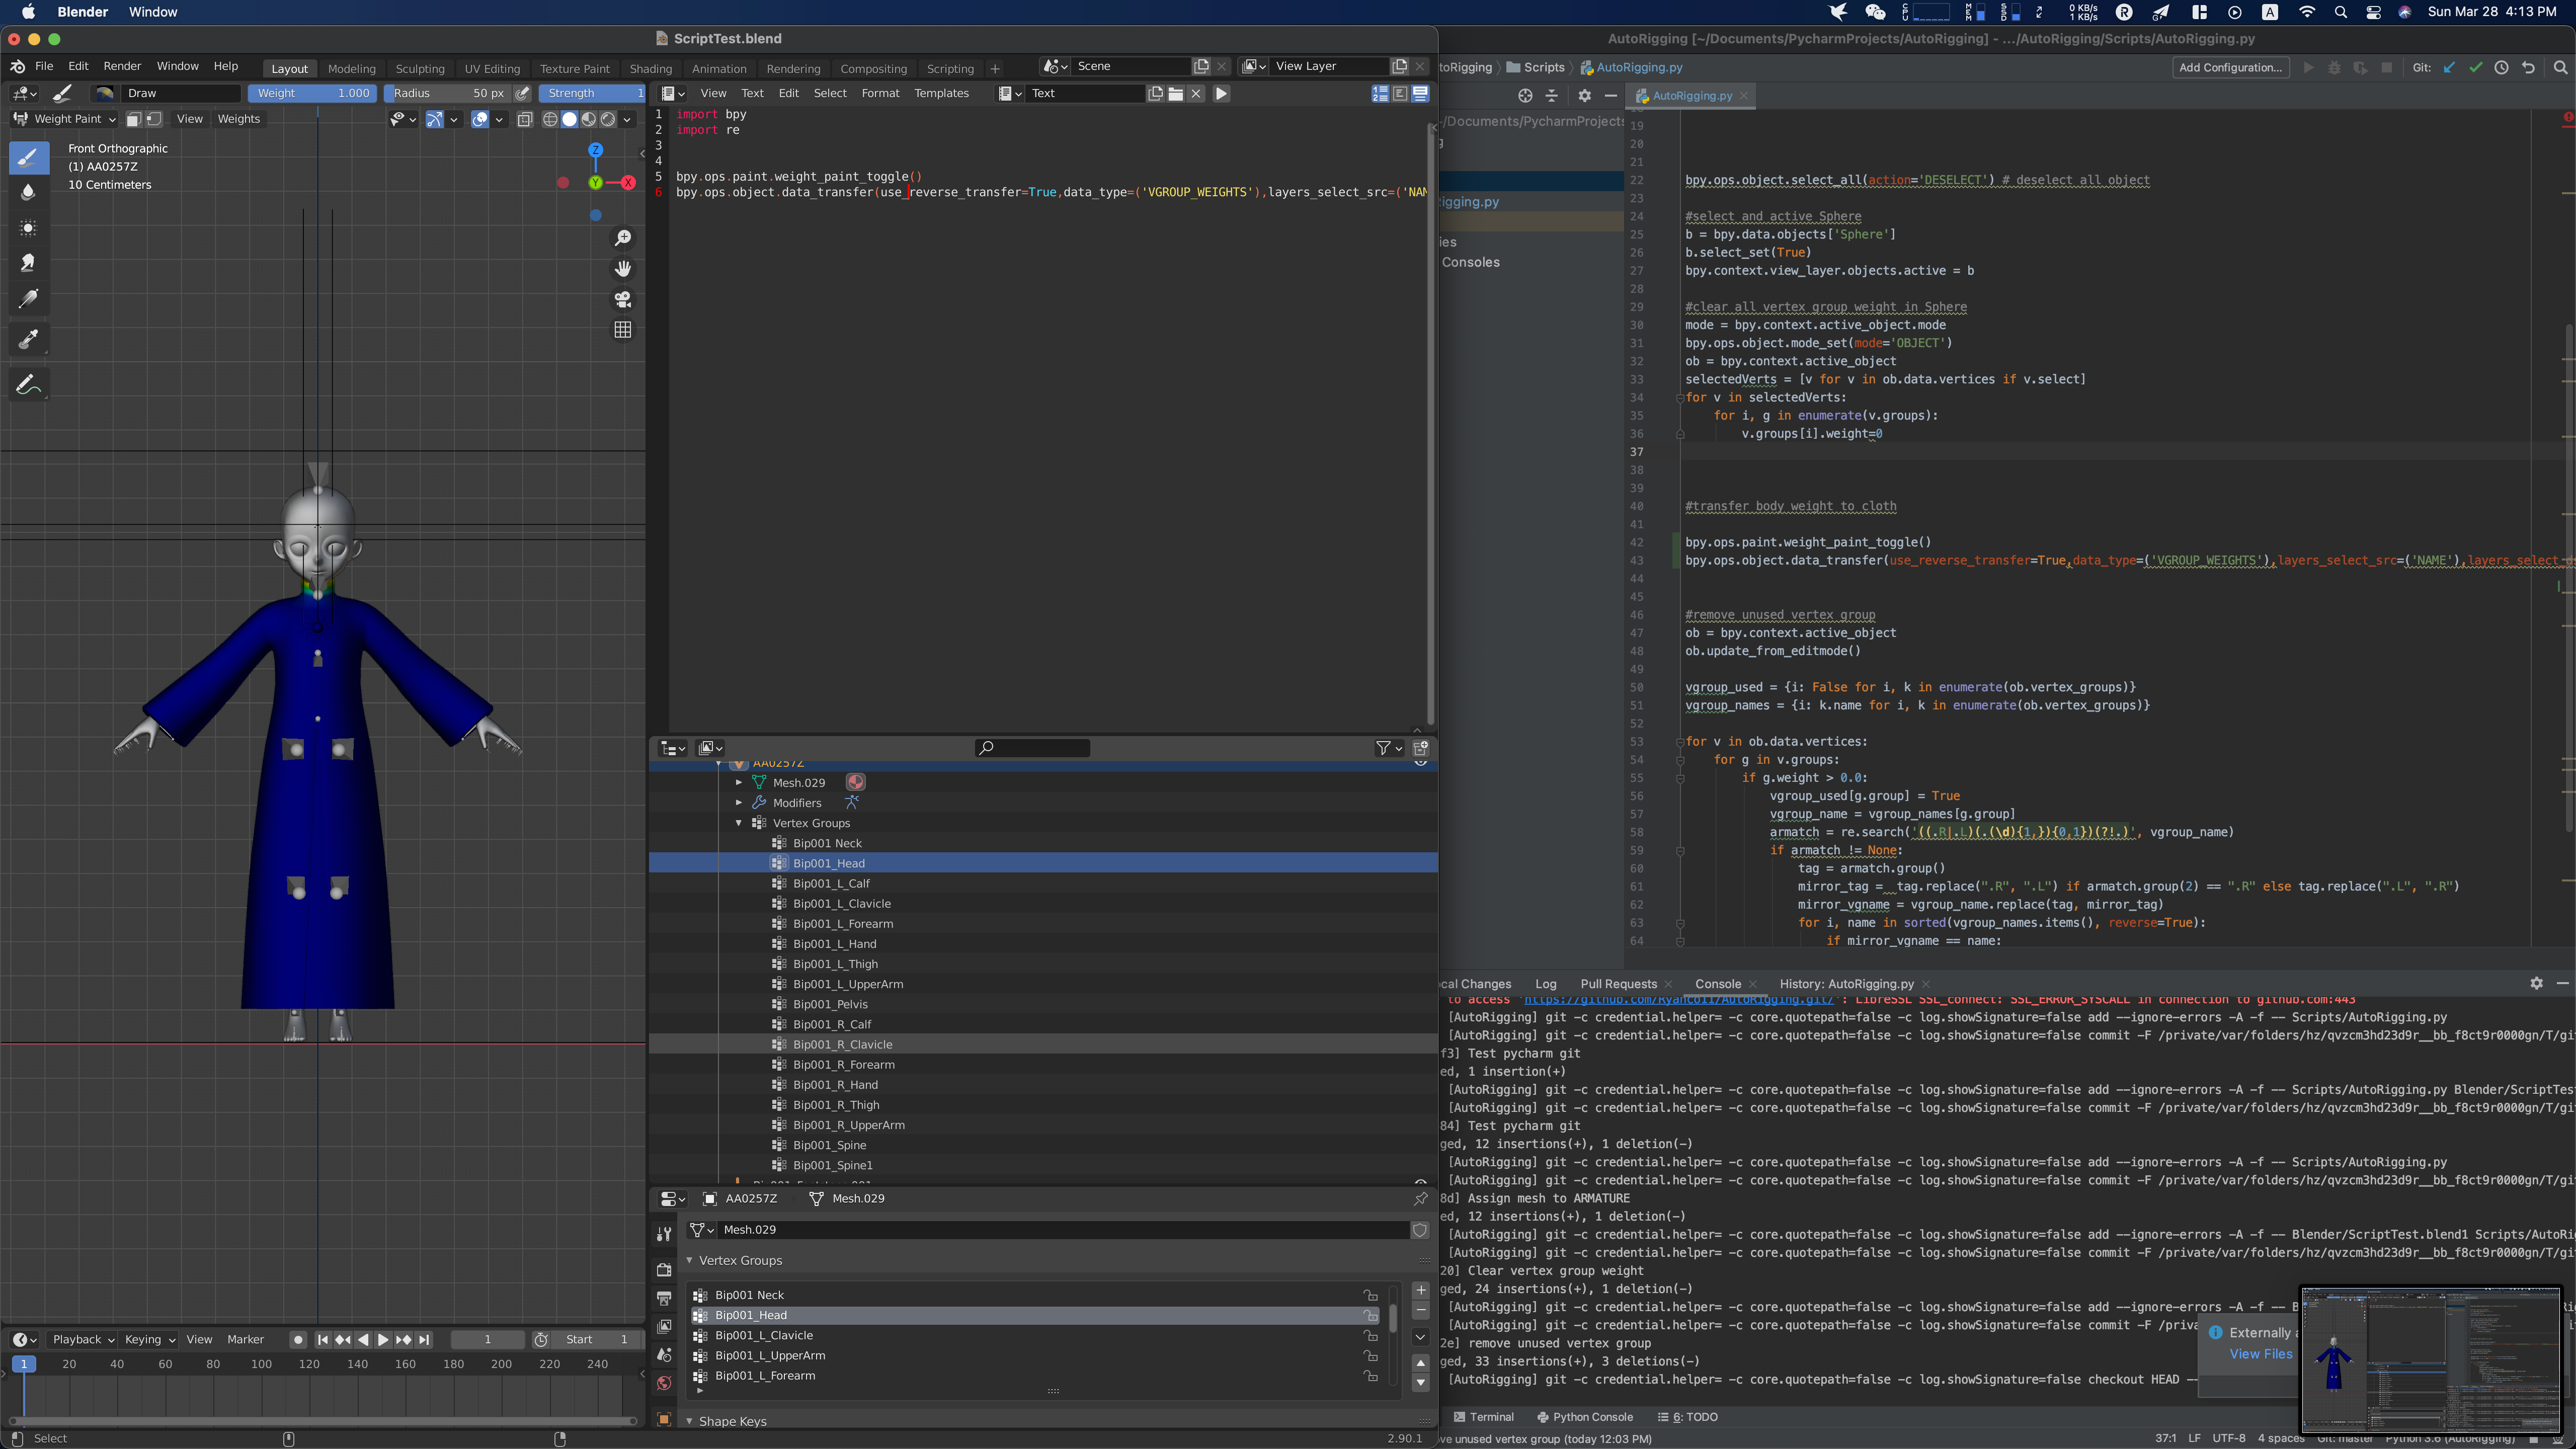 Blender Window
CPU MEM SSD 0 KB/s 1 KB/s A Sun Mar 28 4:13 PM
ScriptTest.blend
File Edit Render Window Help Layout Modeling Sculpting UV Editing Texture Paint Shading Animation Rendering Compositing Scripting + Scene View Layer
Draw Weight 1.000 Radius 50 px Strength 1
View Text Edit Select Format Templates Text
Weight Paint View Weights
Front Orthographic
(1) AA0257Z
10 Centimeters
Z
Y
X
1 import bpy
2 import re
3
4
5 bpy.ops.paint.weight_paint_toggle()
6 bpy.ops.object.data_transfer(use_reverse_transfer=True,data_type=('VGROUP_WEIGHTS'),layers_select_src=('NAM
AA0257Z
Mesh.029
Modifiers
Vertex Groups
Bip001 Neck
Bip001_Head
Bip001_L_Calf
Bip001_L_Clavicle
Bip001_L_Forearm
Bip001_L_Hand
Bip001_L_Thigh
Bip001_L_UpperArm
Bip001_Pelvis
Bip001_R_Calf
Bip001_R_Clavicle
Bip001_R_Forearm
Bip001_R_Hand
Bip001_R_Thigh
Bip001_R_UpperArm
Bip001_Spine
Bip001_Spine1
AA0257Z Mesh.029
Mesh.029
Vertex Groups
Bip001 Neck
Bip001_Head
Bip001_L_Clavicle
Bip001_L_UpperArm
Bip001_L_Forearm
Shape Keys
Playback Keying View Marker 1 Start 1
1 20 40 60 80 100 120 140 160 180 200 220 240
Select
2.90.1
AutoRigging [~/Documents/PycharmProjects/AutoRigging] - .../AutoRigging/Scripts/AutoRigging.py
toRigging Scripts AutoRigging.py Add Configuration... Git:
AutoRigging.py
~/Documents/PycharmProjects
igging.py
ies
Consoles
19
20
21
22 bpy.ops.object.select_all(action='DESELECT') # deselect all object
23
24 #select and active Sphere
25 b = bpy.data.objects['Sphere']
26 b.select_set(True)
27 bpy.context.view_layer.objects.active = b
28
29 #clear all vertex group weight in Sphere
30 mode = bpy.context.active_object.mode
31 bpy.ops.object.mode_set(mode='OBJECT')
32 ob = bpy.context.active_object
33 selectedVerts = [v for v in ob.data.vertices if v.select]
34 for v in selectedVerts:
35 for i, g in enumerate(v.groups):
36 v.groups[i].weight=0
37
38
39
40 #transfer body weight to cloth
41
42 bpy.ops.paint.weight_paint_toggle()
43 bpy.ops.object.data_transfer(use_reverse_transfer=True,data_type=('VGROUP_WEIGHTS'),layers_select_src=('NAME'),layers_select_ds
44
45
46 #remove unused vertex group
47 ob = bpy.context.active_object
48 ob.update_from_editmode()
49
50 vgroup_used = {i: False for i, k in enumerate(ob.vertex_groups)}
51 vgroup_names = {i: k.name for i, k in enumerate(ob.vertex_groups)}
52
53 for v in ob.data.vertices:
54 for g in v.groups:
55 if g.weight > 0.0:
56 vgroup_used[g.group] = True
57 vgroup_name = vgroup_names[g.group]
58 armatch = re.search('((.R|.L)(.(\d){1,}){0,1})(?!.)', vgroup_name)
59 if armatch != None:
60 tag = armatch.group()
61 mirror_tag = tag.replace(".R", ".L") if armatch.group(2) == ".R" else tag.replace(".L", ".R")
62 mirror_vgname = vgroup_name.replace(tag, mirror_tag)
63 for i, name in sorted(vgroup_names.items(), reverse=True):
64 if mirror_vgname == name:
cal Changes Log Pull Requests Console History: AutoRigging.py
to access 'https://github.com/Ryanco11/AutoRigging.git/': LibreSSL SSL_connect: SSL_ERROR_SYSCALL in connection to github.com:443
[AutoRigging] git -c credential.helper= -c core.quotepath=false -c log.showSignature=false add --ignore-errors -A -f -- Scripts/AutoRigging.py
[AutoRigging] git -c credential.helper= -c core.quotepath=false -c log.showSignature=false commit -F /private/var/folders/hz/qvzcm3hd23d9r__bb_f8ct9r0000gn/T/gi
f3] Test pycharm git
ed, 1 insertion(+)
[AutoRigging] git -c credential.helper= -c core.quotepath=false -c log.showSignature=false add --ignore-errors -A -f -- Scripts/AutoRigging.py Blender/ScriptTes
[AutoRigging] git -c credential.helper= -c core.quotepath=false -c log.showSignature=false commit -F /private/var/folders/hz/qvzcm3hd23d9r__bb_f8ct9r0000gn/T/gi
84] Test pycharm git
ged, 12 insertions(+), 1 deletion(-)
[AutoRigging] git -c credential.helper= -c core.quotepath=false -c log.showSignature=false add --ignore-errors -A -f -- Scripts/AutoRigging.py
[AutoRigging] git -c credential.helper= -c core.quotepath=false -c log.showSignature=false commit -F /private/var/folders/hz/qvzcm3hd23d9r__bb_f8ct9r0000gn/T/gi
8d] Assign mesh to ARMATURE
ed, 12 insertions(+), 1 deletion(-)
[AutoRigging] git -c credential.helper= -c core.quotepath=false -c log.showSignature=false add --ignore-errors -A -f -- Blender/ScriptTest.blend1 Scripts/AutoRi
[AutoRigging] git -c credential.helper= -c core.quotepath=false -c log.showSignature=false commit -F /private/var/folders/hz/qvzcm3hd23d9r__bb_f8ct9r0000gn/T/gi
20] Clear vertex group weight
ged, 24 insertions(+), 1 deletion(-)
[AutoRigging] git -c credential.helper= -c core.quotepath=false -c log.showSignature=false add --ignore-errors -A -f -- B
[AutoRigging] git -c credential.helper= -c core.quotepath=false -c log.showSignature=false commit -F /priva
2e] remove unused vertex group
ged, 33 insertions(+), 3 deletions(-)
[AutoRigging] git -c credential.helper= -c core.quotepath=false -c log.showSignature=false checkout HEAD --
Externally
View Files
Terminal Python Console 6: TODO
ve unused vertex group (today 12:03 PM) 37:1 LF UTF-8 4 spaces Git: master Python 3.6 (AutoRigging)